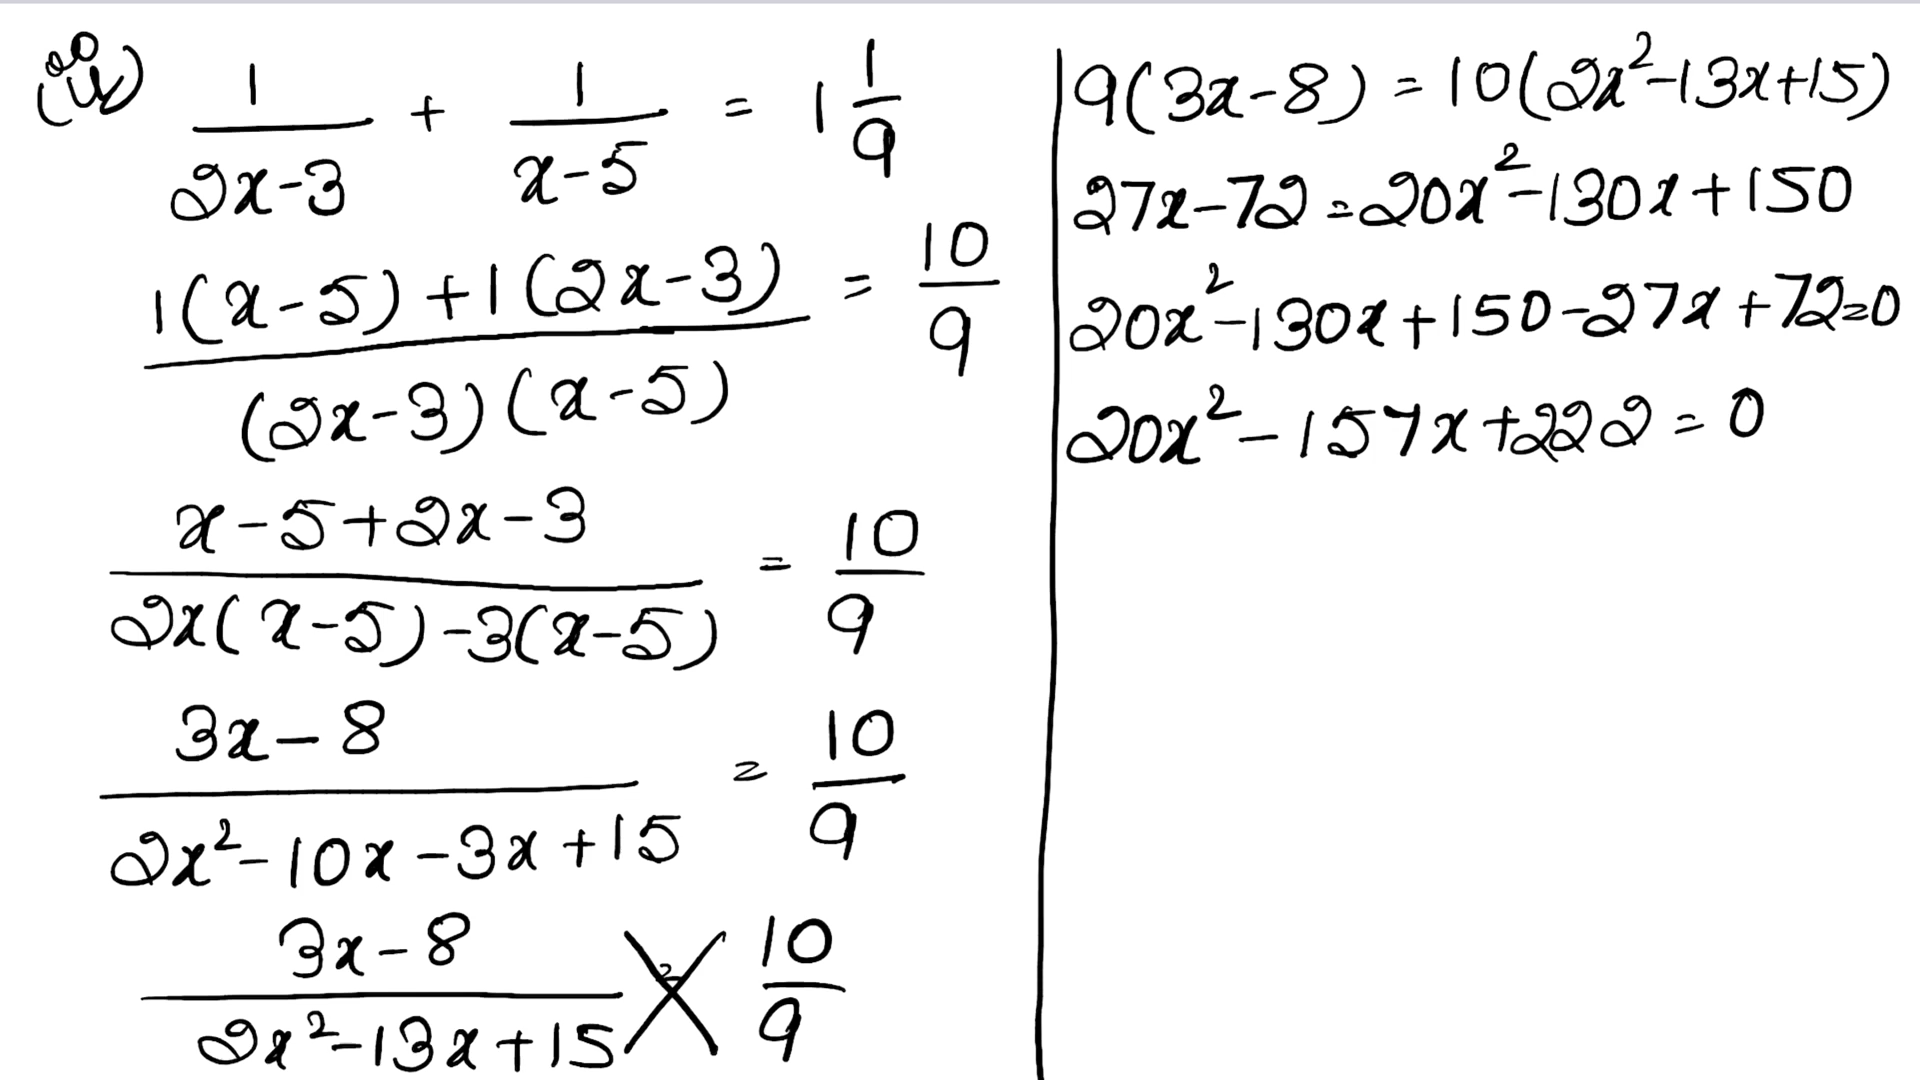 (iii) 1/(2x-3) + 1/(x-5) = 1 1/9
(1(x-5)+1(2x-3))/((2x-3)(x-5)) = 10/9
(x-5+2x-3)/(2x(x-5)-3(x-5)) = 10/9
(3x-8)/(2x²-10x-3x+15) = 10/9
(3x-8)/(2x²-13x+15) = 10/9
9(3x-8) = 10(2x²-13x+15)
27x-72 = 20x²-130x+150
20x²-130x+150-27x+72=0
20x²-157x+222=0